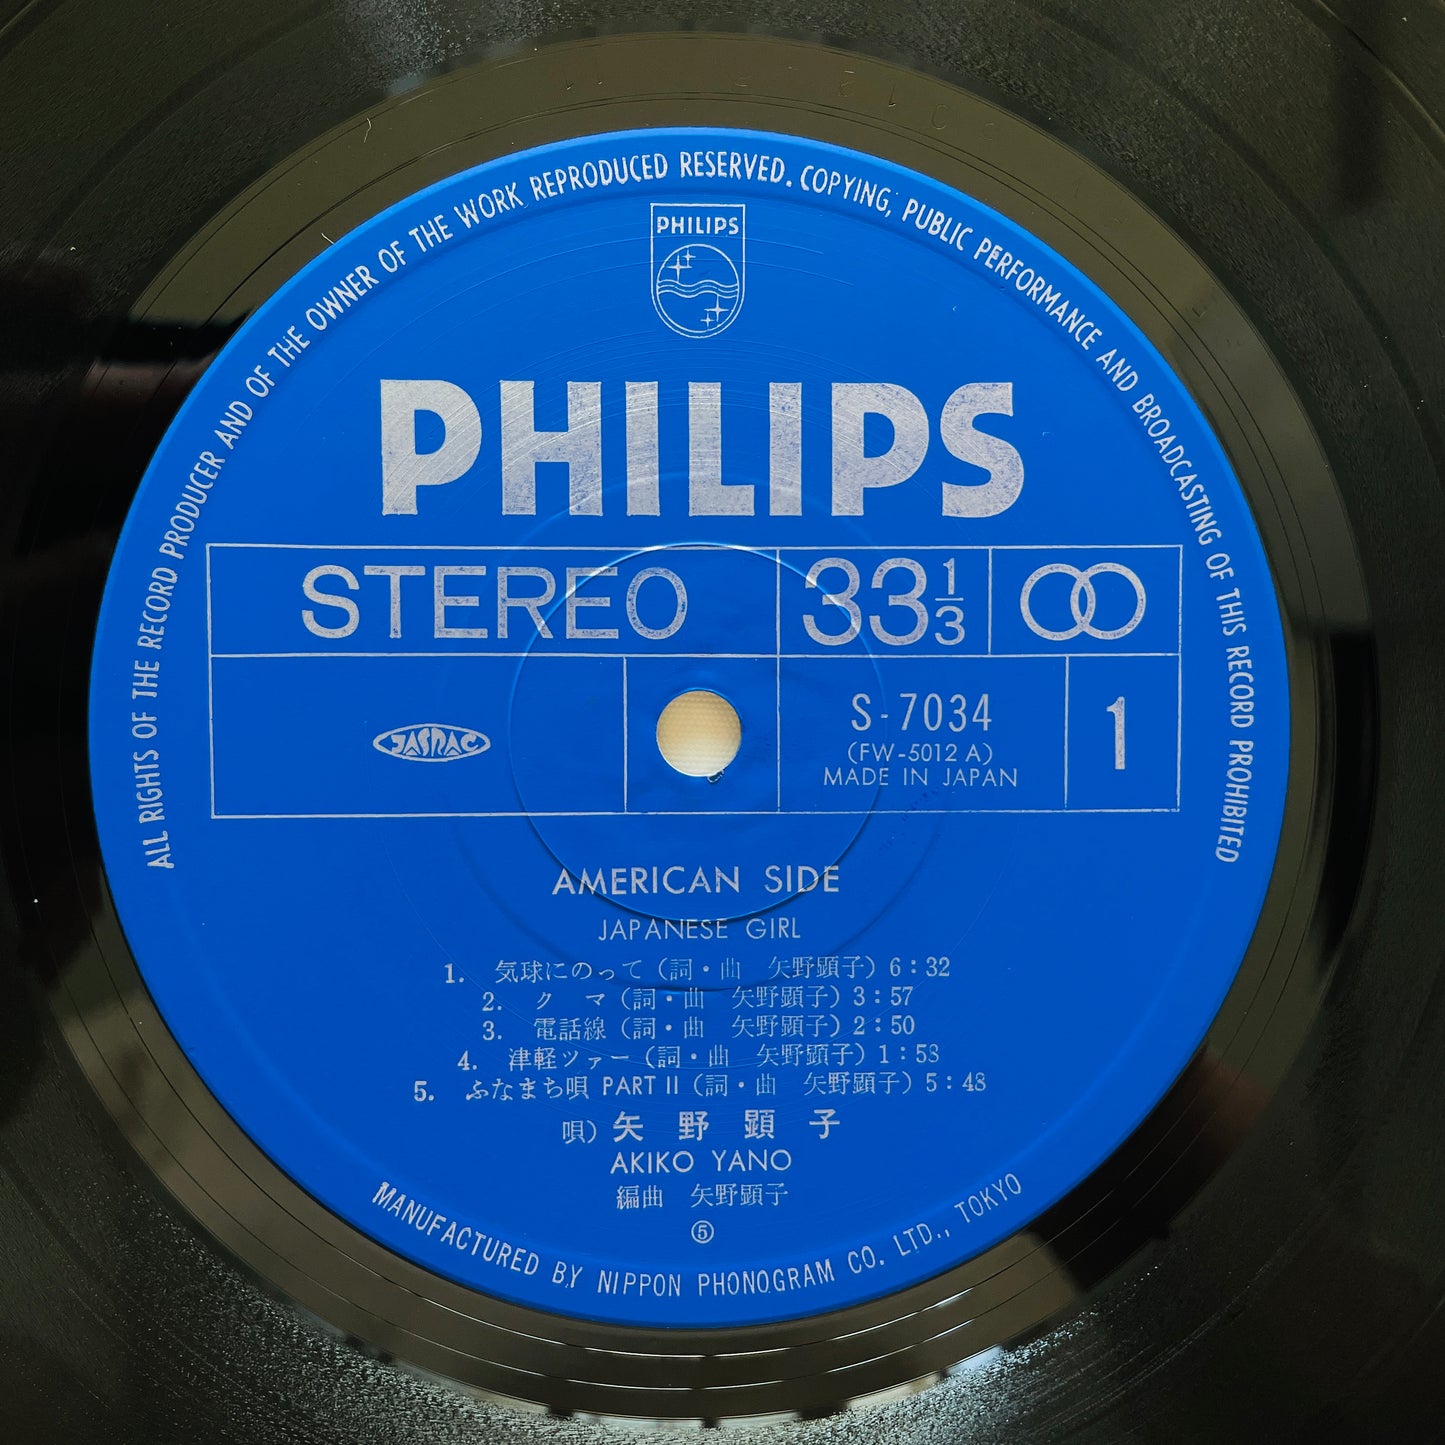 ALL RIGHTS OF THE RECORD PRODUCER AND OF THE OWNER OF THE WORK REPRODUCED RESERVED. COPYING, PUBLIC PERFORMANCE AND BROADCASTING OF THIS RECORD PROHIBITED
PHILIPS
PHILIPS
STEREO 33 1/3
JASRAC S-7034 1
(FW-5012 A)
MADE IN JAPAN
AMERICAN SIDE
JAPANESE GIRL
1. 気球にのって（詞・曲 矢野顕子）6:32
2. クマ（詞・曲 矢野顕子）3:57
3. 電話線（詞・曲 矢野顕子）2:50
4. 津軽ツァー（詞・曲 矢野顕子）1:53
5. ふなまち唄 PART II（詞・曲 矢野顕子）5:48
唄）矢野顕子
AKIKO YANO
編曲 矢野顕子
⑤
MANUFACTURED BY NIPPON PHONOGRAM CO. LTD., TOKYO